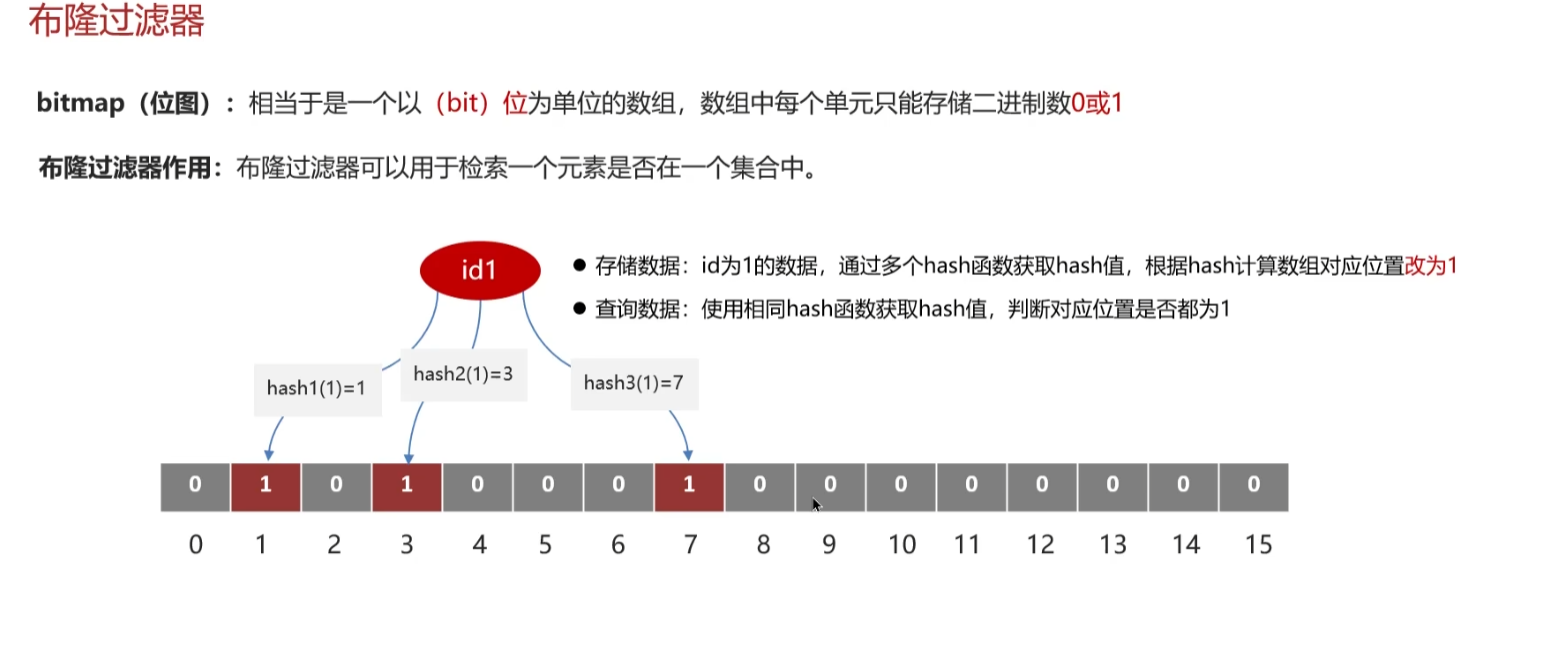 布隆过滤器
bitmap（位图）：相当于是一个以（bit）位为单位的数组，数组中每个单元只能存储二进制数0或1
布隆过滤器作用：布隆过滤器可以用于检索一个元素是否在一个集合中。
id1
● 存储数据：id为1的数据，通过多个hash函数获取hash值，根据hash计算数组对应位置改为1
● 查询数据：使用相同hash函数获取hash值，判断对应位置是否都为1
hash1(1)=1 hash2(1)=3 hash3(1)=7
0 1 0 1 0 0 0 1 0 0 0 0 0 0 0 0
0 1 2 3 4 5 6 7 8 9 10 11 12 13 14 15